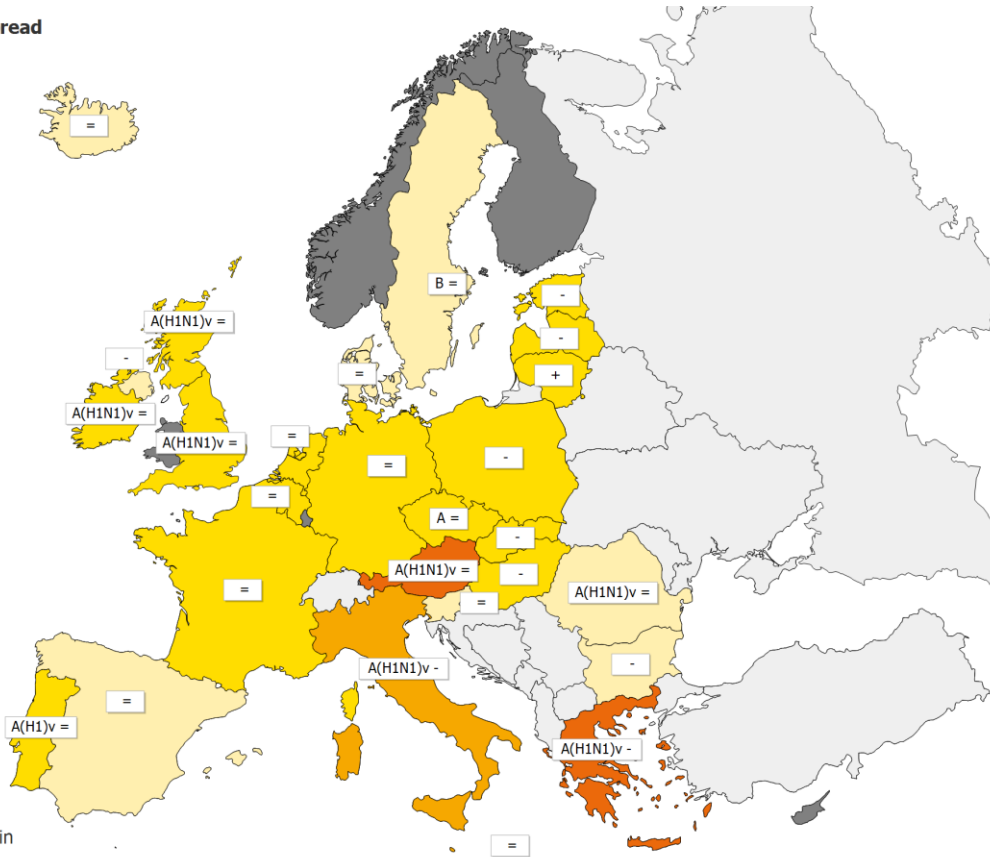 read
=
B =
-
A(H1N1)v =
-
-
=
+
A(H1N1)v =
=
A(H1N1)v =
-
=
=
A =
-
A(H1N1)v =
-
=
A(H1N1)v =
=
-
A(H1N1)v -
=
A(H1)v =
A(H1N1)v -
in
=